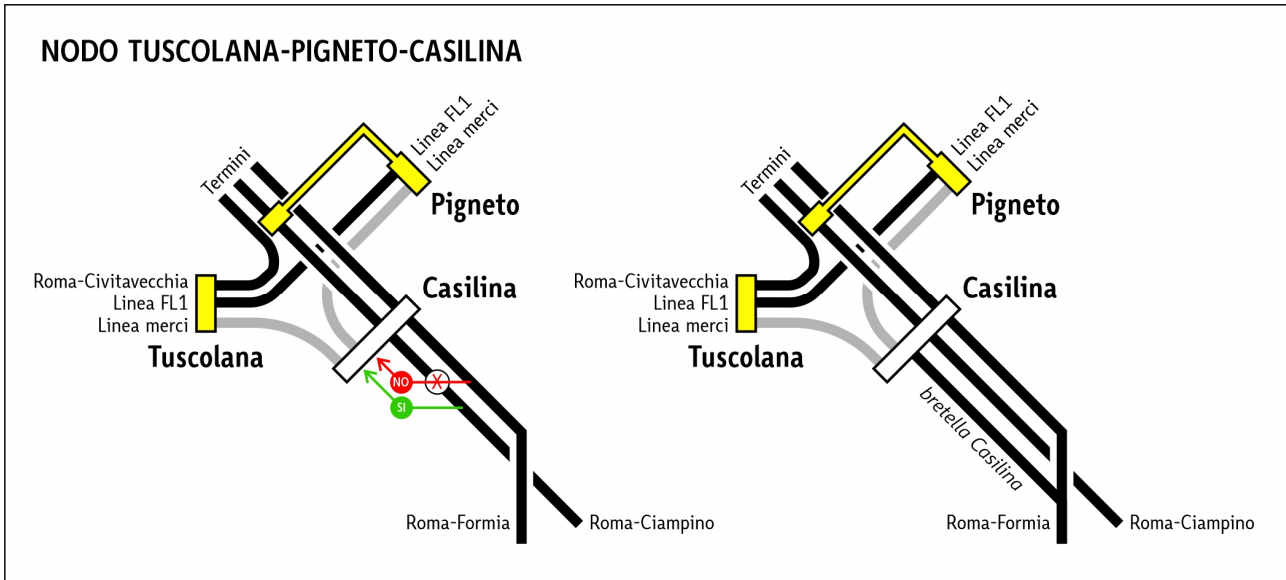 NODO TUSCOLANA-PIGNETO-CASILINA
Termini
Linea FL1
Linea merci
Pigneto
Roma-Civitavecchia
Linea FL1
Linea merci
Tuscolana
Casilina
NO
X
SI
Roma-Formia
Roma-Ciampino
Termini
Linea FL1
Linea merci
Pigneto
Roma-Civitavecchia
Linea FL1
Linea merci
Tuscolana
Casilina
bretella Casilina
Roma-Formia
Roma-Ciampino